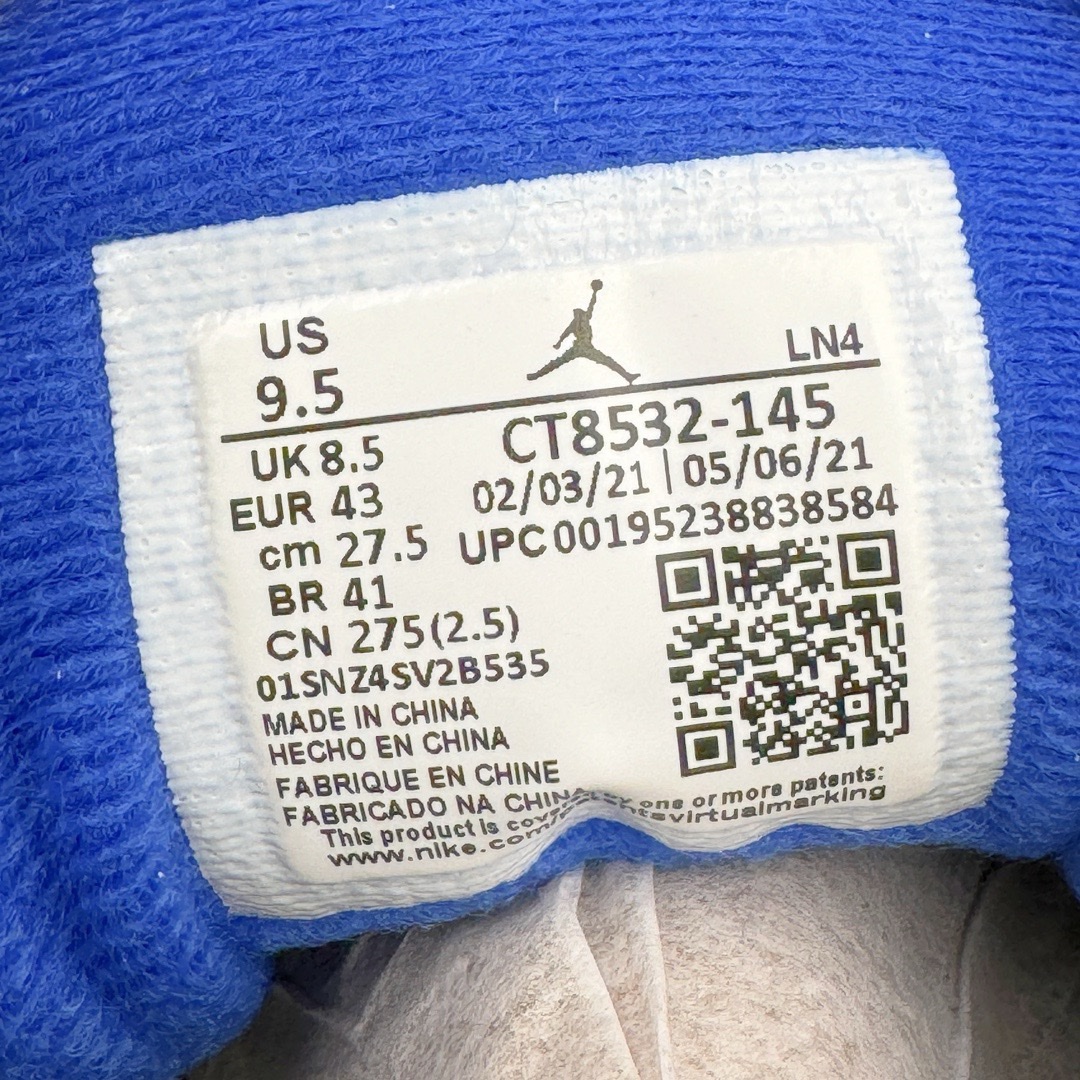 US
9.5
LN4
UK 8.5
EUR 43
cm 27.5
BR 41
CN 275(2.5)
CT8532-145
02/03/21 | 05/06/21
UPC 00195238838584
01SNZ4SV2B535
MADE IN CHINA
HECHO EN CHINA
FABRIQUE EN CHINE
FABRICADO NA CHINA
This product is one or more patents:
www.nike.com virtualmarking